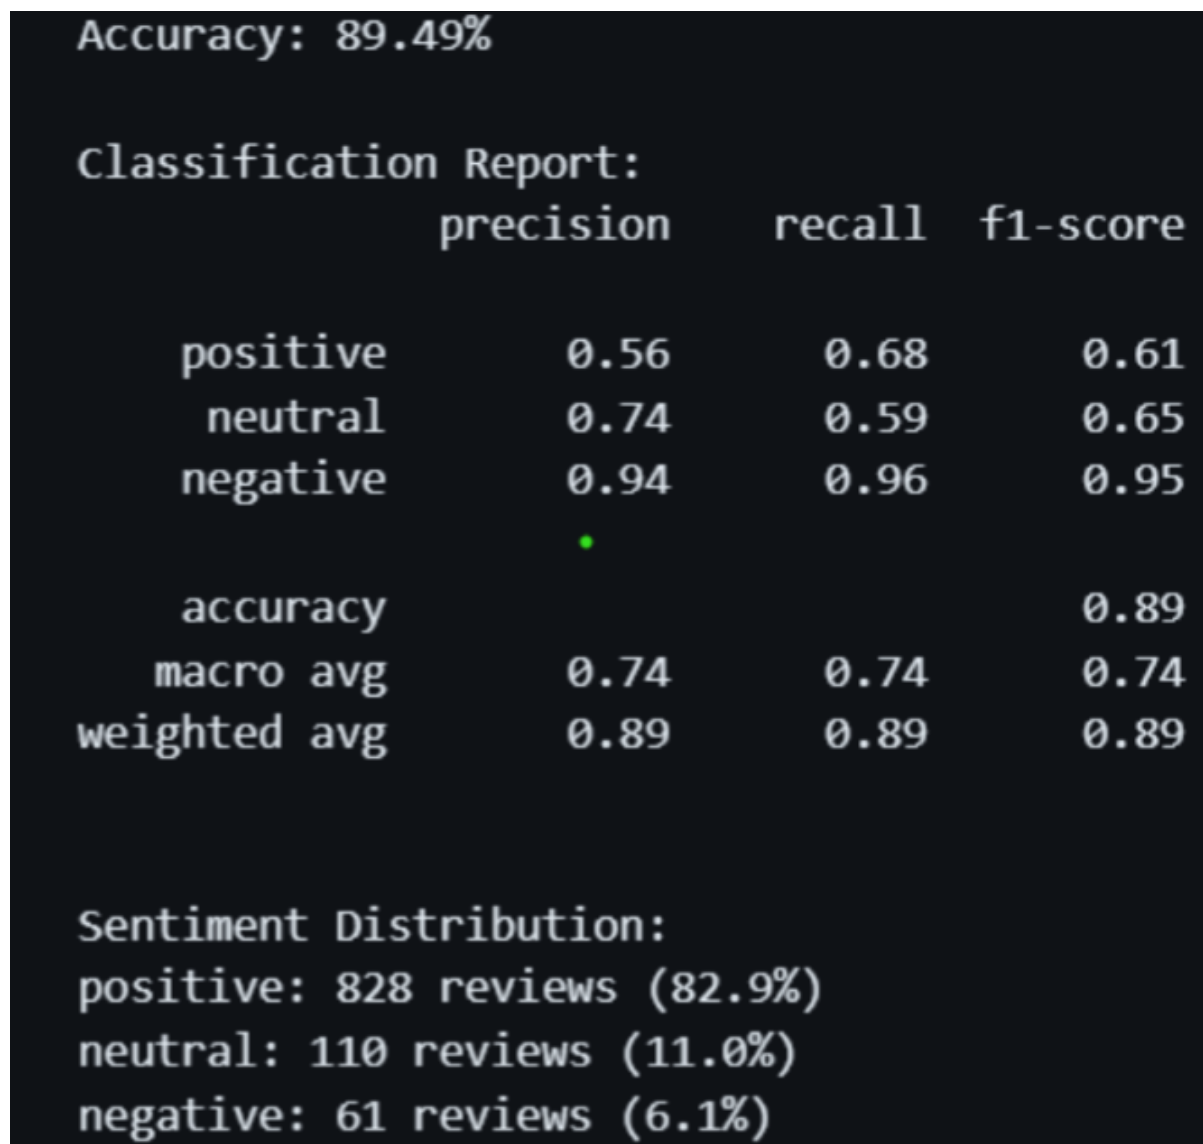 Accuracy: 89.49%
Classification Report:
precision recall f1-score
positive 0.56 0.68 0.61
neutral 0.74 0.59 0.65
negative 0.94 0.96 0.95
accuracy 0.89
macro avg 0.74 0.74 0.74
weighted avg 0.89 0.89 0.89
Sentiment Distribution:
positive: 828 reviews (82.9%)
neutral: 110 reviews (11.0%)
negative: 61 reviews (6.1%)